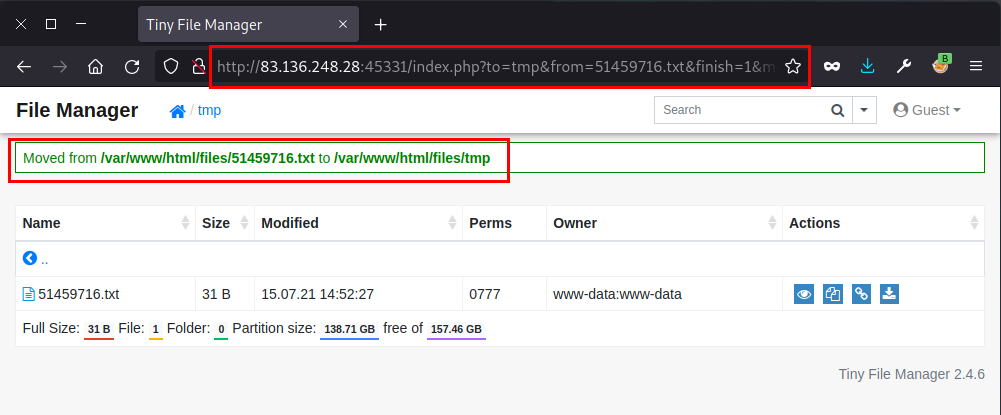 Tiny File Manager
http://83.136.248.28:45331/index.php?to=tmp&from=51459716.txt&finish=1&m
B
File Manager / tmp Search Guest
Moved from /var/www/html/files/51459716.txt to /var/www/html/files/tmp
Name Size Modified Perms Owner Actions
..
51459716.txt 31 B 15.07.21 14:52:27 0777 www-data:www-data
Full Size: 31 B File: 1 Folder: 0 Partition size: 138.71 GB free of 157.46 GB
Tiny File Manager 2.4.6